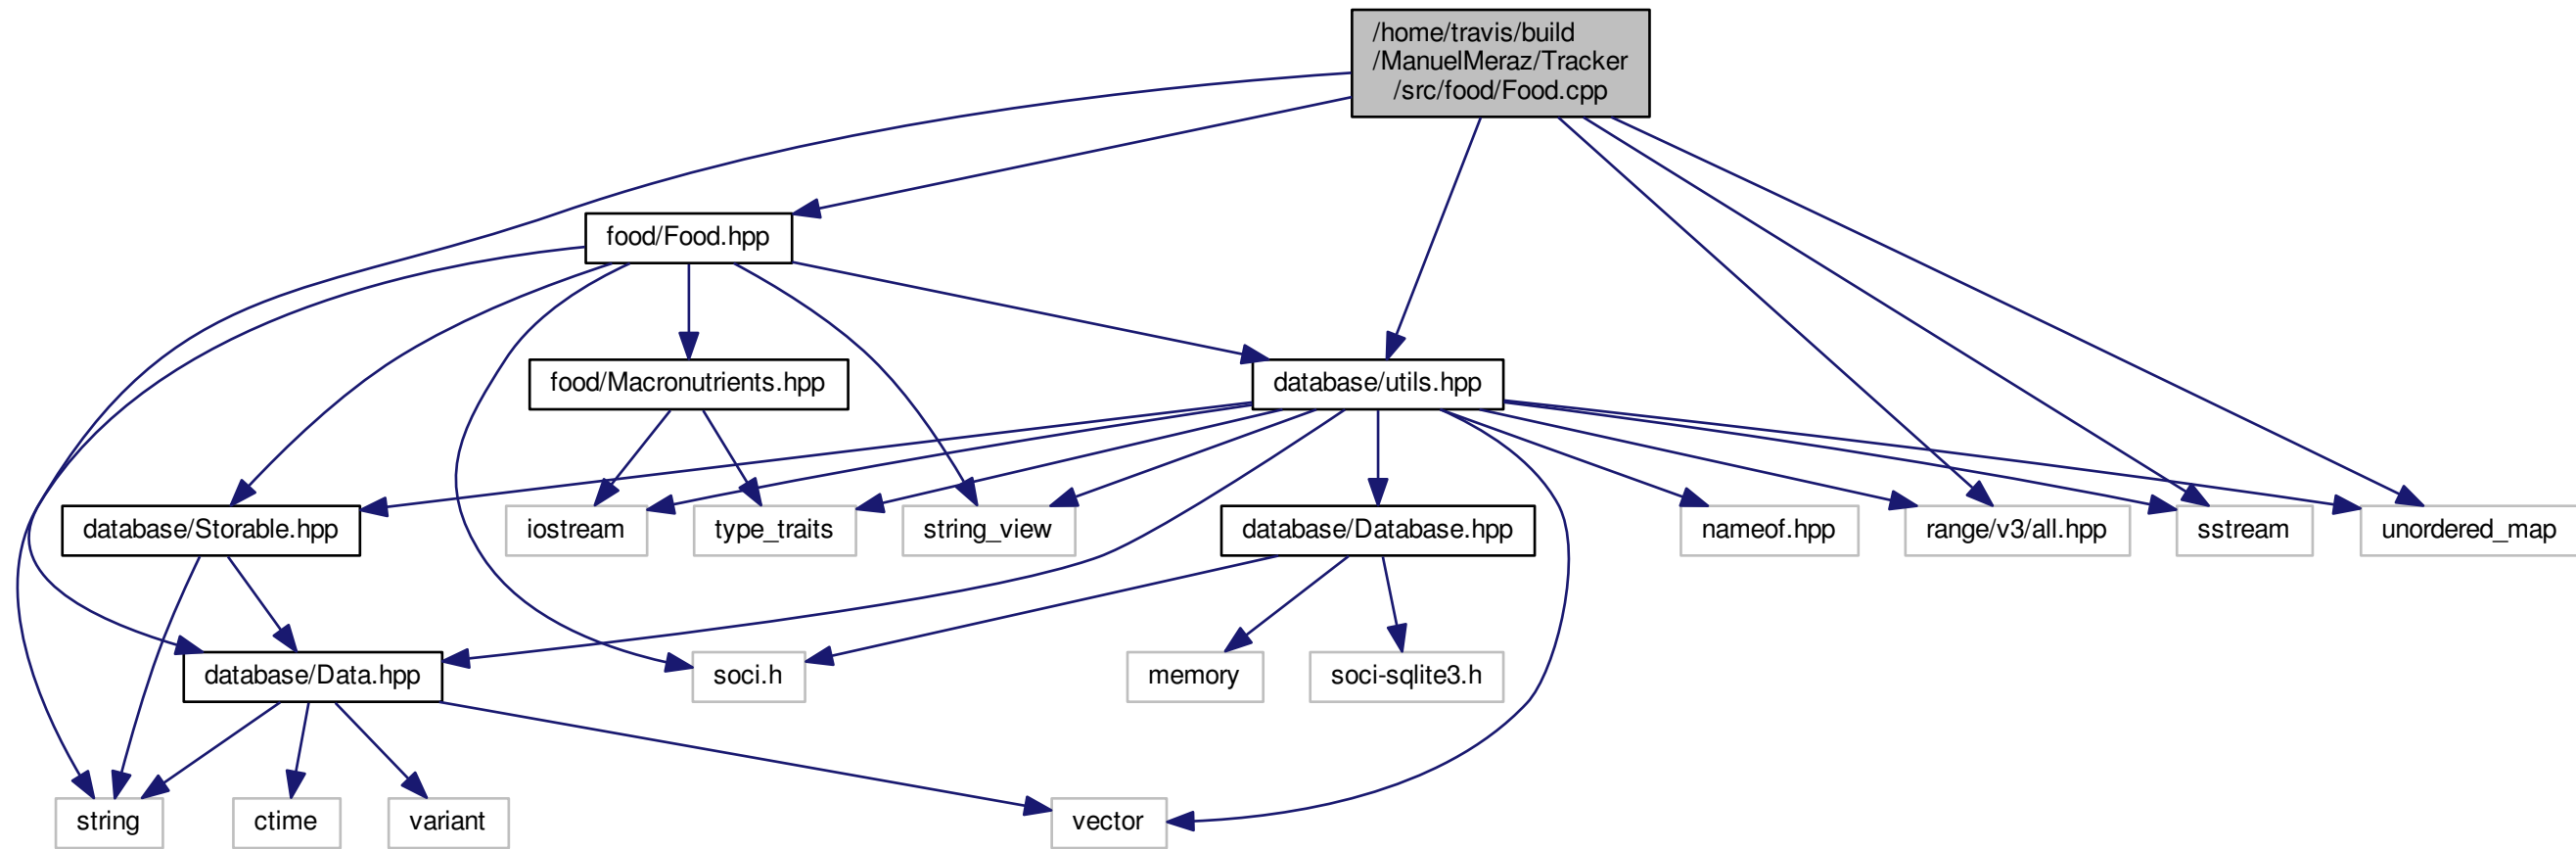 /home/travis/build
/ManuelMeraz/Tracker
/src/food/Food.cpp
food/Food.hpp
food/Macronutrients.hpp
database/utils.hpp
database/Storable.hpp
iostream
type_traits
string_view
database/Database.hpp
nameof.hpp
range/v3/all.hpp
sstream
unordered_map
database/Data.hpp
soci.h
memory
soci-sqlite3.h
string
ctime
variant
vector